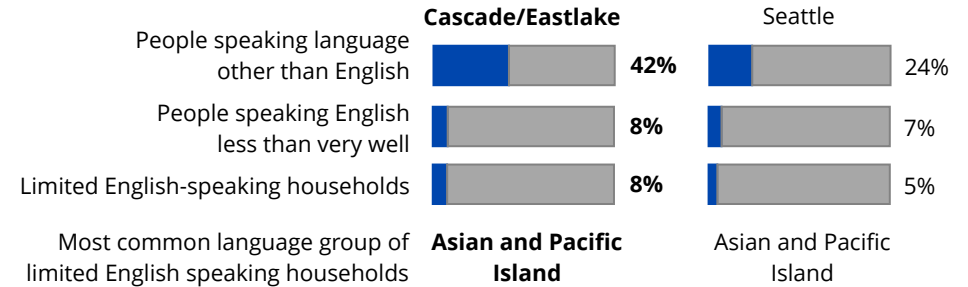 Cascade/Eastlake Seattle
People speaking language
other than English
42% 24%
People speaking English
less than very well
8% 7%
Limited English-speaking households 8% 5%
Most common language group of
limited English speaking households
Asian and Pacific
Island
Asian and Pacific
Island